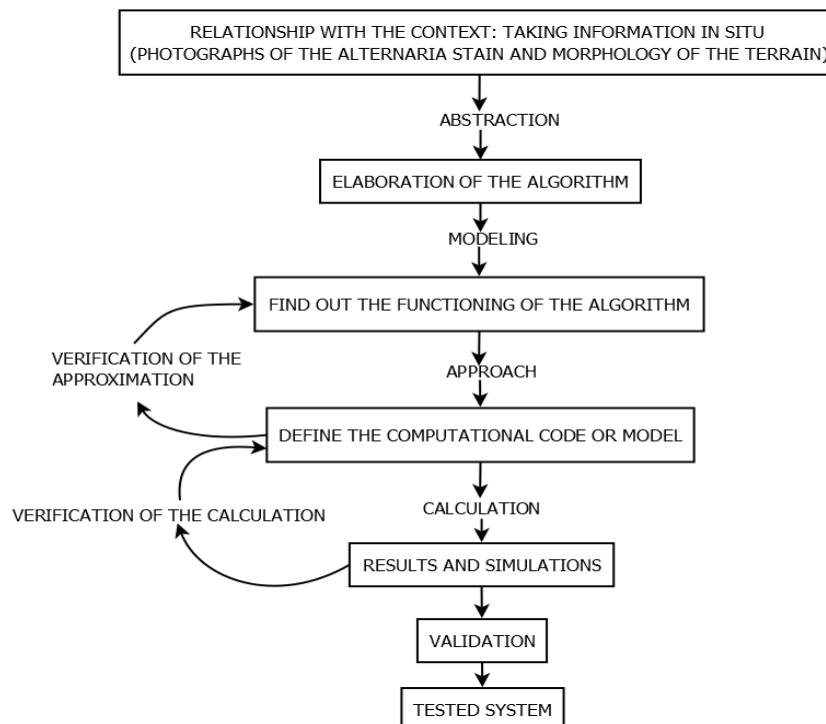 RELATIONSHIP WITH THE CONTEXT: TAKING INFORMATION IN SITU
(PHOTOGRAPHS OF THE ALTERNARIA STAIN AND MORPHOLOGY OF THE TERRAIN)
ABSTRACTION
ELABORATION OF THE ALGORITHM
MODELING
FIND OUT THE FUNCTIONING OF THE ALGORITHM
VERIFICATION OF THE
APPROXIMATION
APPROACH
DEFINE THE COMPUTATIONAL CODE OR MODEL
VERIFICATION OF THE CALCULATION
CALCULATION
RESULTS AND SIMULATIONS
VALIDATION
TESTED SYSTEM